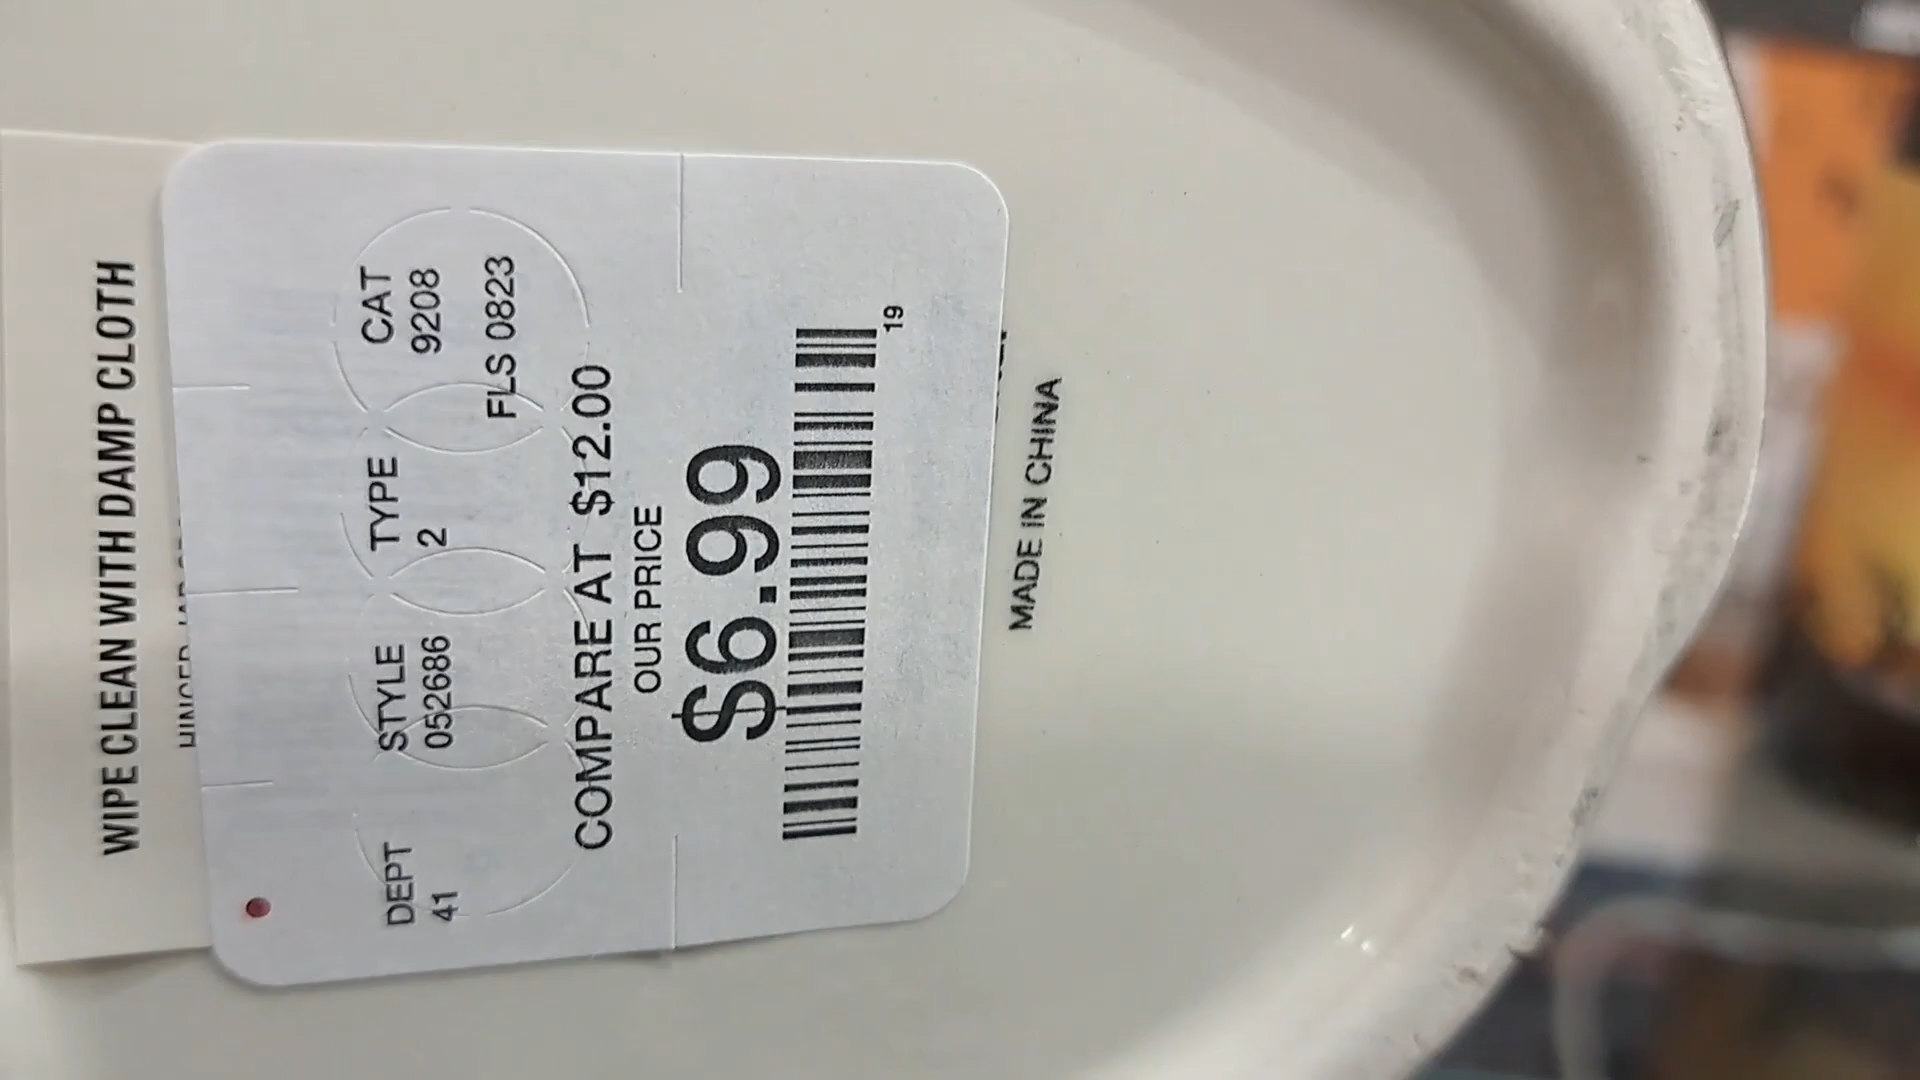 WIPE CLEAN WITH DAMP CLOTH
DEPT STYLE TYPE CAT
41 052686 2 9208
FLS 0823
COMPARE AT $12.00
OUR PRICE
$6.99
19
MADE IN CHINA